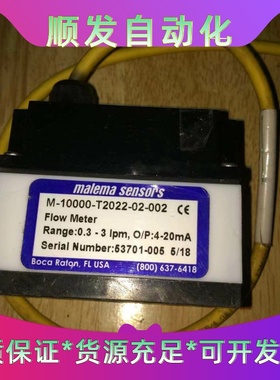 顺发自动化
malema sensors
M-10000-T2022-02-002 CE
Flow Meter
Range:0.3 - 3 lpm, O/P:4-20mA
Serial Number:53701-005 5/18
Boca Raton, FL USA (800) 637-6418
质保证*货源充足*可开发